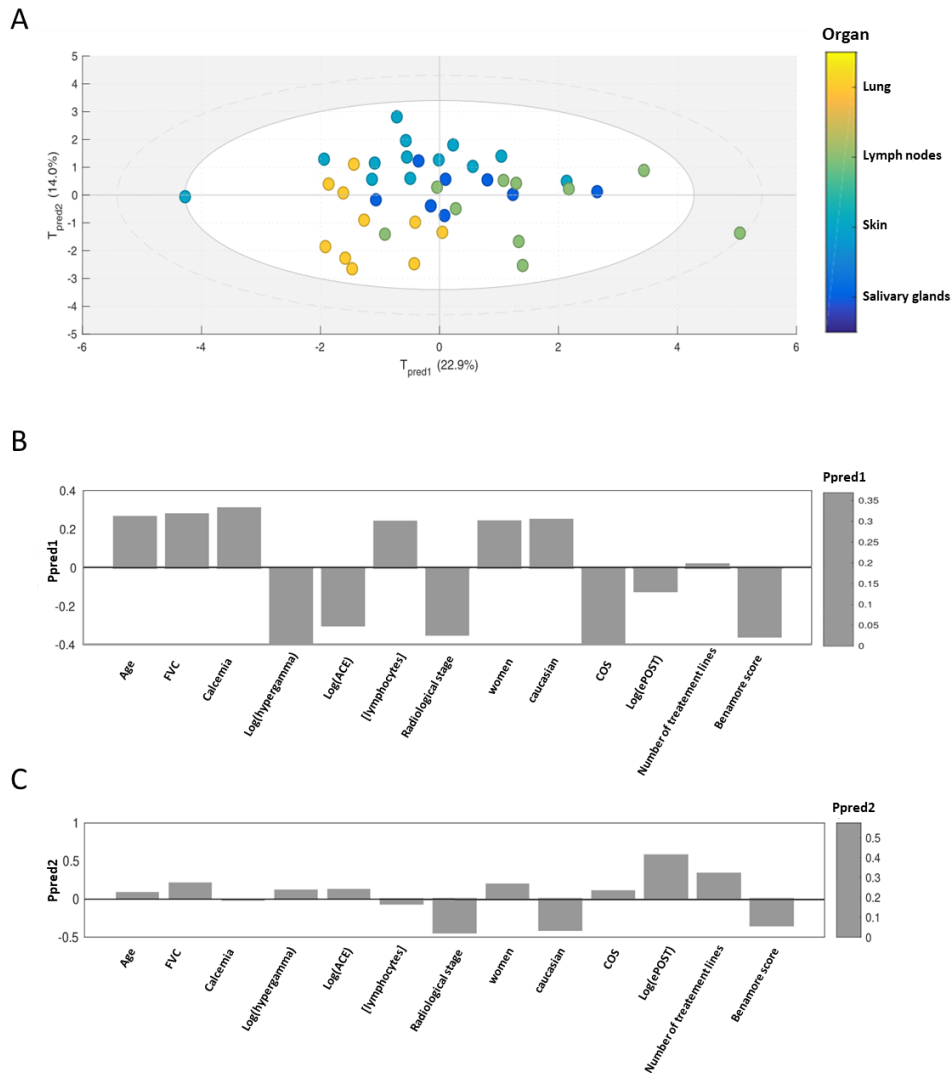 A
Organ
5
4
3
2
1
0
-1
-2
-3
-4
-5
T pred2 (14.0%)
-6
-4
-2
0
2
4
6
T pred1 (22.9%)
Lung
Lymph nodes
Skin
Salivary glands
B
Ppred1
0.4
0.2
0
-0.2
-0.4
Ppred1
0.35
0.3
0.25
0.2
0.15
0.1
0.05
0
Age
FVC
Calcemia
Log(hypergamma)
Log(ACE)
[lymphocytes]
Radiological stage
women
caucasian
COS
Log(ePOST)
Number of treatement lines
Benamore score
C
Ppred2
1
0.5
0
-0.5
Ppred2
0.5
0.4
0.3
0.2
0.1
0
Age
FVC
Calcemia
Log(hypergamma)
Log(ACE)
[lymphocytes]
Radiological stage
women
caucasian
COS
Log(ePOST)
Number of treatement lines
Benamore score